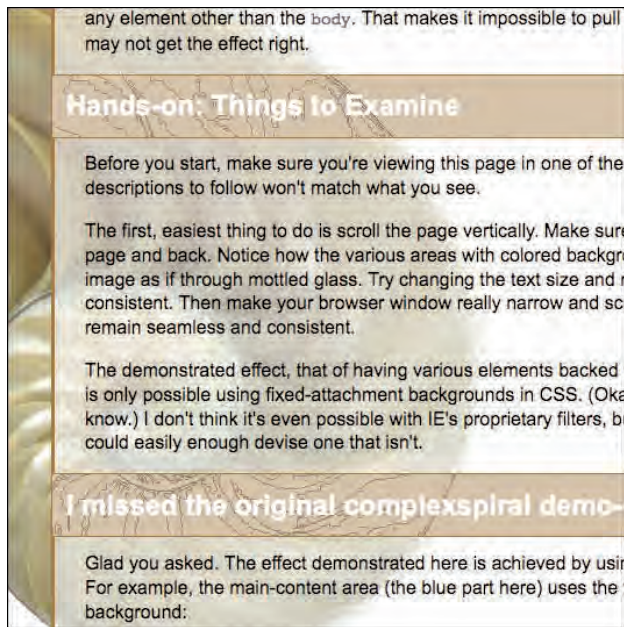 any element other than the body. That makes it impossible to pull
may not get the effect right.
Hands-on: Things to Examine
Before you start, make sure you're viewing this page in one of the
descriptions to follow won't match what you see.
The first, easiest thing to do is scroll the page vertically. Make sure
page and back. Notice how the various areas with colored backgr
image as if through mottled glass. Try changing the text size and
consistent. Then make your browser window really narrow and sc
remain seamless and consistent.
The demonstrated effect, that of having various elements backed
is only possible using fixed-attachment backgrounds in CSS. (Oka
know.) I don't think it's even possible with IE's proprietary filters, b
could easily enough devise one that isn't.
I missed the original complexspiral demo-
Glad you asked. The effect demonstrated here is achieved by usin
For example, the main-content area (the blue part here) uses the
background: